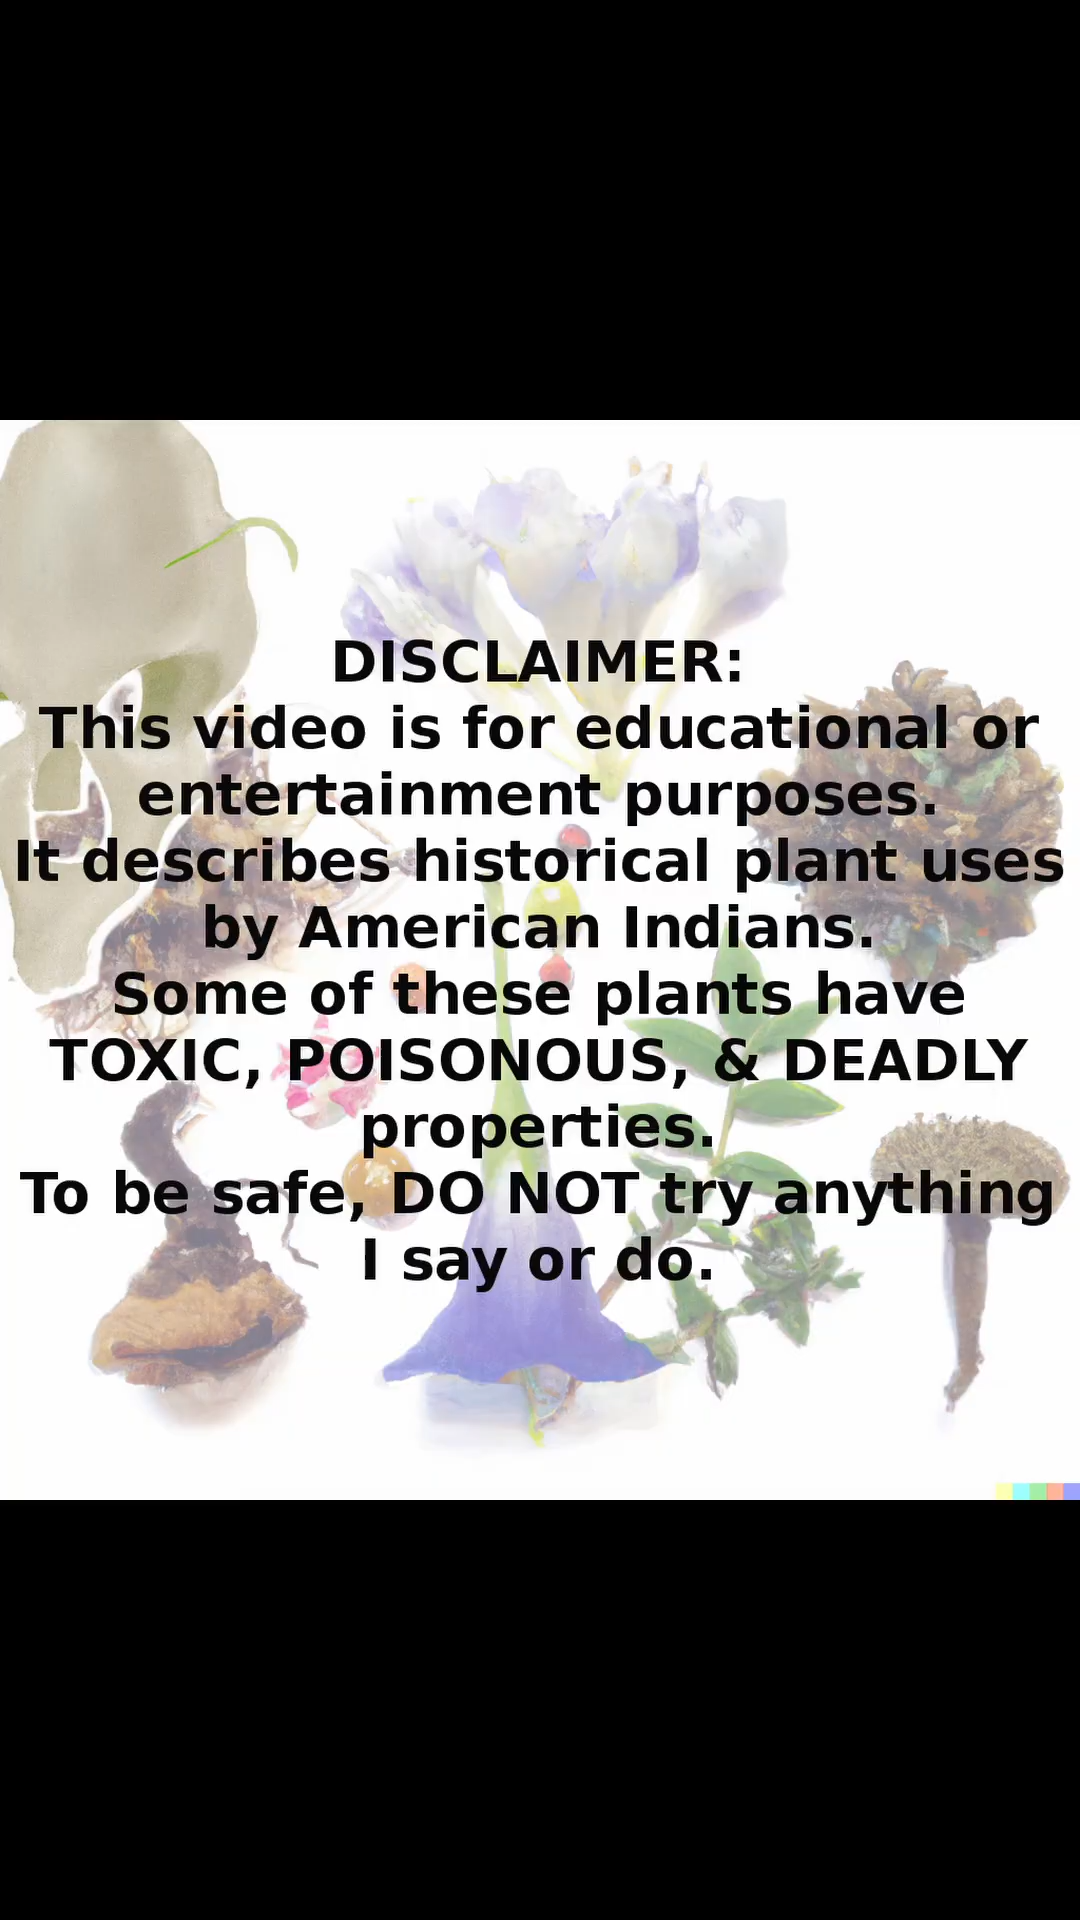 DISCLAIMER:
This video is for educational or
entertainment purposes.
It describes historical plant uses
by American Indians.
Some of these plants have
TOXIC, POISONOUS, & DEADLY
properties.
To be safe, DO NOT try anything
I say or do.